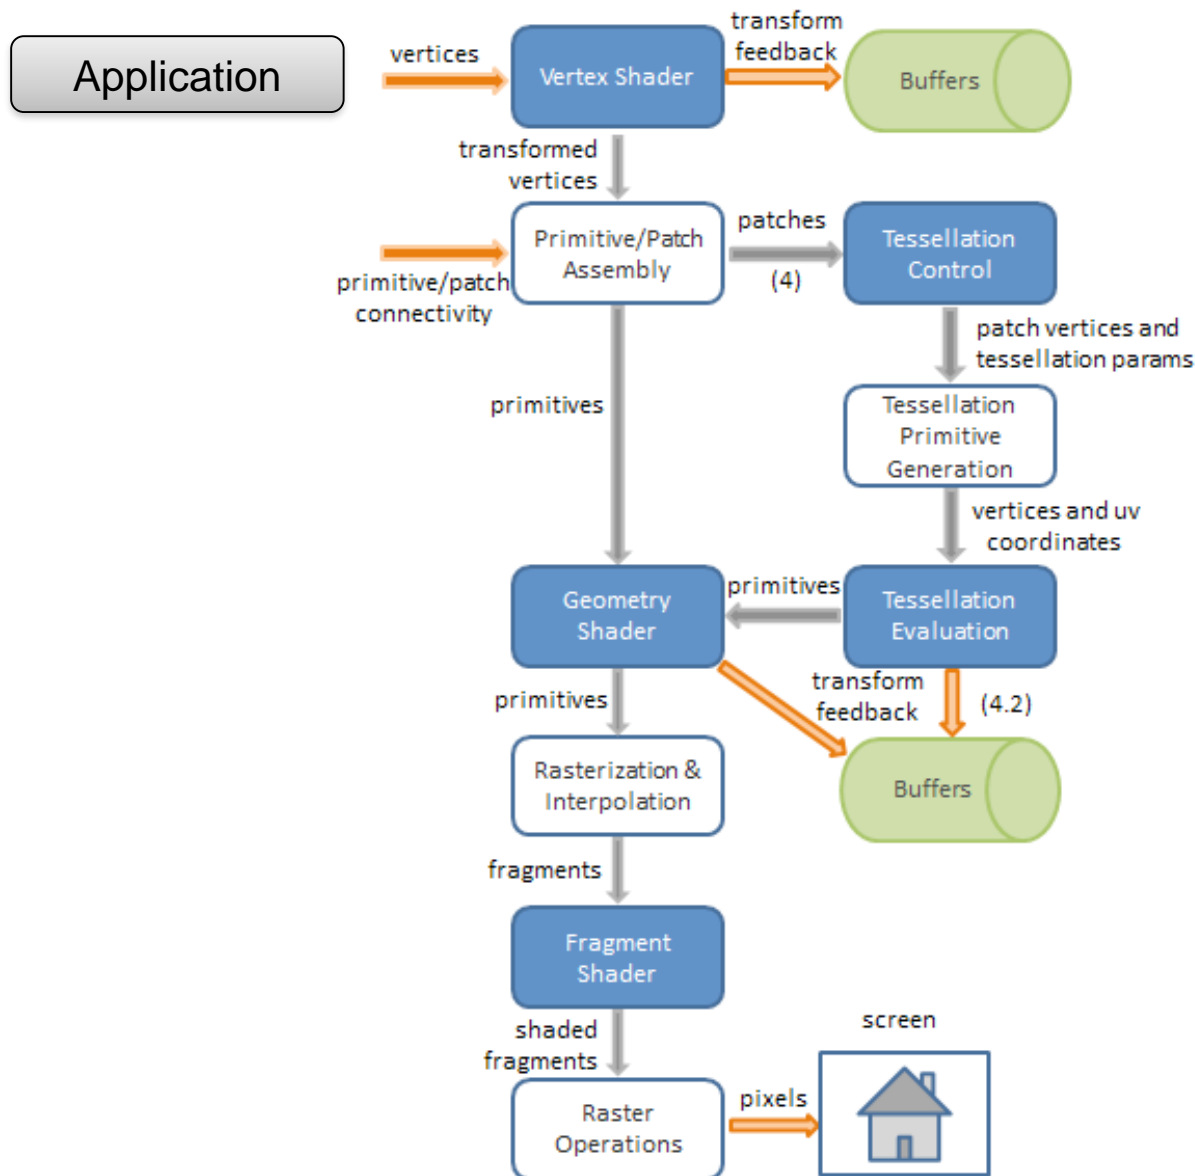 Application
vertices
Vertex Shader
transform
feedback
Buffers
transformed
vertices
primitive/patch
connectivity
Primitive/Patch
Assembly
patches
(4)
Tessellation
Control
patch vertices and
tessellation params
primitives
Tessellation
Primitive
Generation
vertices and uv
coordinates
Geometry
Shader
primitives
Tessellation
Evaluation
transform
feedback
(4.2)
primitives
Rasterization &
Interpolation
Buffers
fragments
Fragment
Shader
shaded
fragments
screen
Raster
Operations
pixels